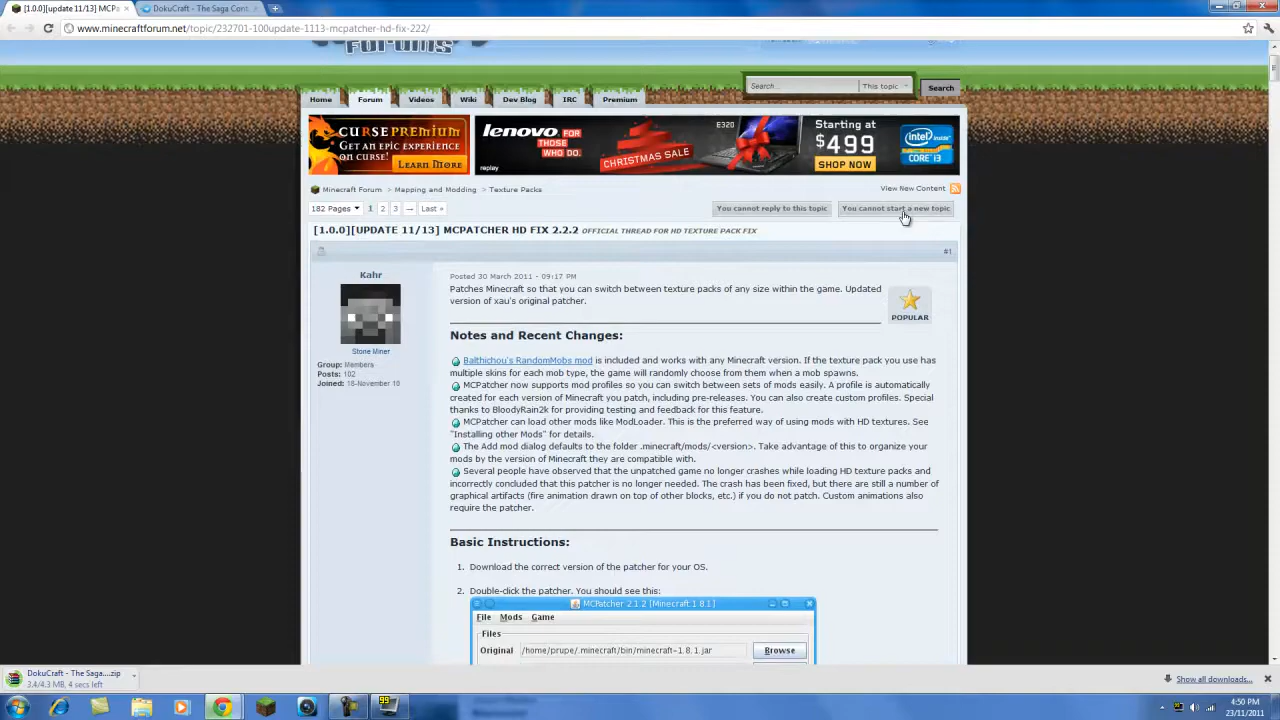 [1.0.0][update 11/13] MCPa
DokuCraft - The Saga Cont
www.minecraftforum.net/topic/232701-100update-1113-mcpatcher-hd-fix-222/
FORUMS
Search...
This topic
Search
Home
Forum
Videos
Wiki
Dev Blog
IRC
Premium
CURSEPREMIUM
GET AN EPIC EXPERIENCE
ON CURSE!
LEARN MORE
lenovo FOR THOSE WHO DO.
replay
CHRISTMAS SALE
E320
Starting at
$499
SHOP NOW
intel inside
CORE i3
Minecraft Forum > Mapping and Modding > Texture Packs
View New Content
182 Pages 1 2 3 → Last »
You cannot reply to this topic
You cannot start a new topic
[1.0.0][UPDATE 11/13] MCPATCHER HD FIX 2.2.2 OFFICIAL THREAD FOR HD TEXTURE PACK FIX
#1
Kahr
Stone Miner
Group: Members
Posts: 102
Joined: 18-November 10
Posted 30 March 2011 - 09:17 PM
Patches Minecraft so that you can switch between texture packs of any size within the game. Updated
version of xau's original patcher.
POPULAR
Notes and Recent Changes:
Balthichou's RandomMobs mod is included and works with any Minecraft version. If the texture pack you use has
multiple skins for each mob type, the game will randomly choose from them when a mob spawns.
MCPatcher now supports mod profiles so you can switch between sets of mods easily. A profile is automatically
created for each version of Minecraft you patch, including pre-releases. You can also create custom profiles. Special
thanks to BloodyRain2k for providing testing and feedback for this feature.
MCPatcher can load other mods like ModLoader. This is the preferred way of using mods with HD textures. See
"Installing other Mods" for details.
The Add mod dialog defaults to the folder .minecraft/mods/<version>. Take advantage of this to organize your
mods by the version of Minecraft they are compatible with.
Several people have observed that the unpatched game no longer crashes while loading HD texture packs and
incorrectly concluded that this patcher is no longer needed. The crash has been fixed, but there are still a number of
graphical artifacts (fire animation drawn on top of other blocks, etc.) if you do not patch. Custom animations also
require the patcher.
Basic Instructions:
1. Download the correct version of the patcher for your OS.
2. Double-click the patcher. You should see this:
MCPatcher 2.1.2 [Minecraft 1.8.1]
File Mods Game
Files
Original /home/prupe/.minecraft/bin/minecraft-1.8.1.jar Browse
DokuCraft - The Saga....zip
3.4/4.3 MB, 4 secs left
Show all downloads...
99
4:50 PM
23/11/2011